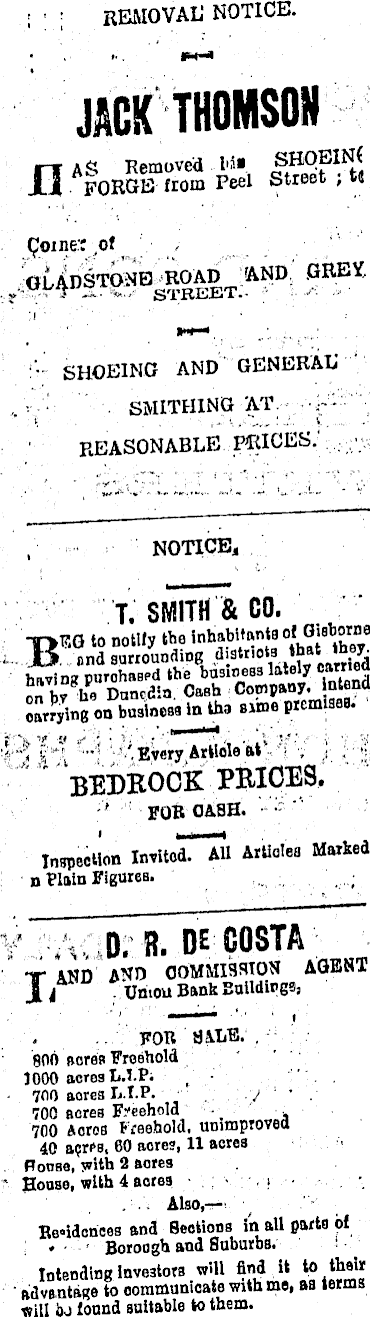 REMOVAL NOTICE.
JACK THOMSON
HAS Removed his SHOEING
FORGE from Peel Street ; to
Corner of
GLADSTONE ROAD AND GREY
STREET.
SHOEING AND GENERAL
SMITHING AT
REASONABLE PRICES.
NOTICE,
T. SMITH & CO.
BEG to notify the inhabitants of Gisborne
and surrounding districts that they,
having purchased the business lately carried
on by he Dunedin Cash Company, intend
carrying on business in the same premises.
Every Article at
BEDROCK PRICES.
FOR CASH.
Inspection Invited. All Articles Marked
n Plain Figures.
D. R. DE COSTA
LAND AND COMMISSION AGENT
Union Bank Buildings,
FOR SALE.
800 acres Freehold
1000 acres L.I.P.
700 acres L.I.P.
700 acres Freehold
700 Acres Freehold, unimproved
40 acres, 60 acres, 11 acres
House, with 2 acres
House, with 4 acres
Also,—
Residences and Sections in all parts of
Borough and Suburbs.
Intending Investors will find it to their
advantage to communicate with me, as terms
will be found suitable to them.